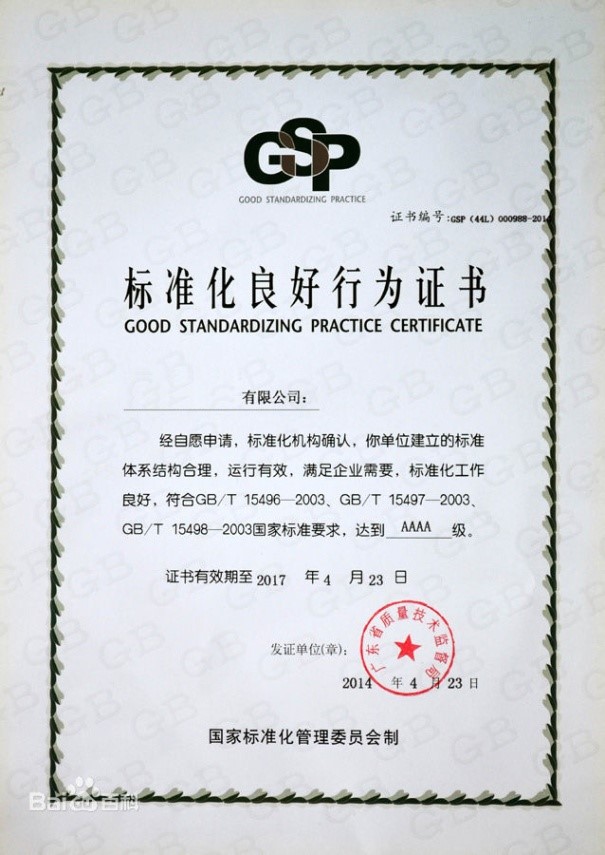 GSP
GOOD STANDARDIZING PRACTICE
证书编号:GSP (44L) 000988-201
标准化良好行为证书
GOOD STANDARDIZING PRACTICE CERTIFICATE
有限公司:
经自愿申请，标准化机构确认，你单位建立的标准
体系结构合理，运行有效，满足企业需要，标准化工作
良好，符合GB/T 15496—2003、GB/T 15497—2003、
GB/T 15498—2003国家标准要求，达到 AAAA 级。
证书有效期至 2017 年 4 月 23 日
发证单位(章):
广东省质量技术监督局
2014 年 4 月 23 日
国家标准化管理委员会制
Bai百科